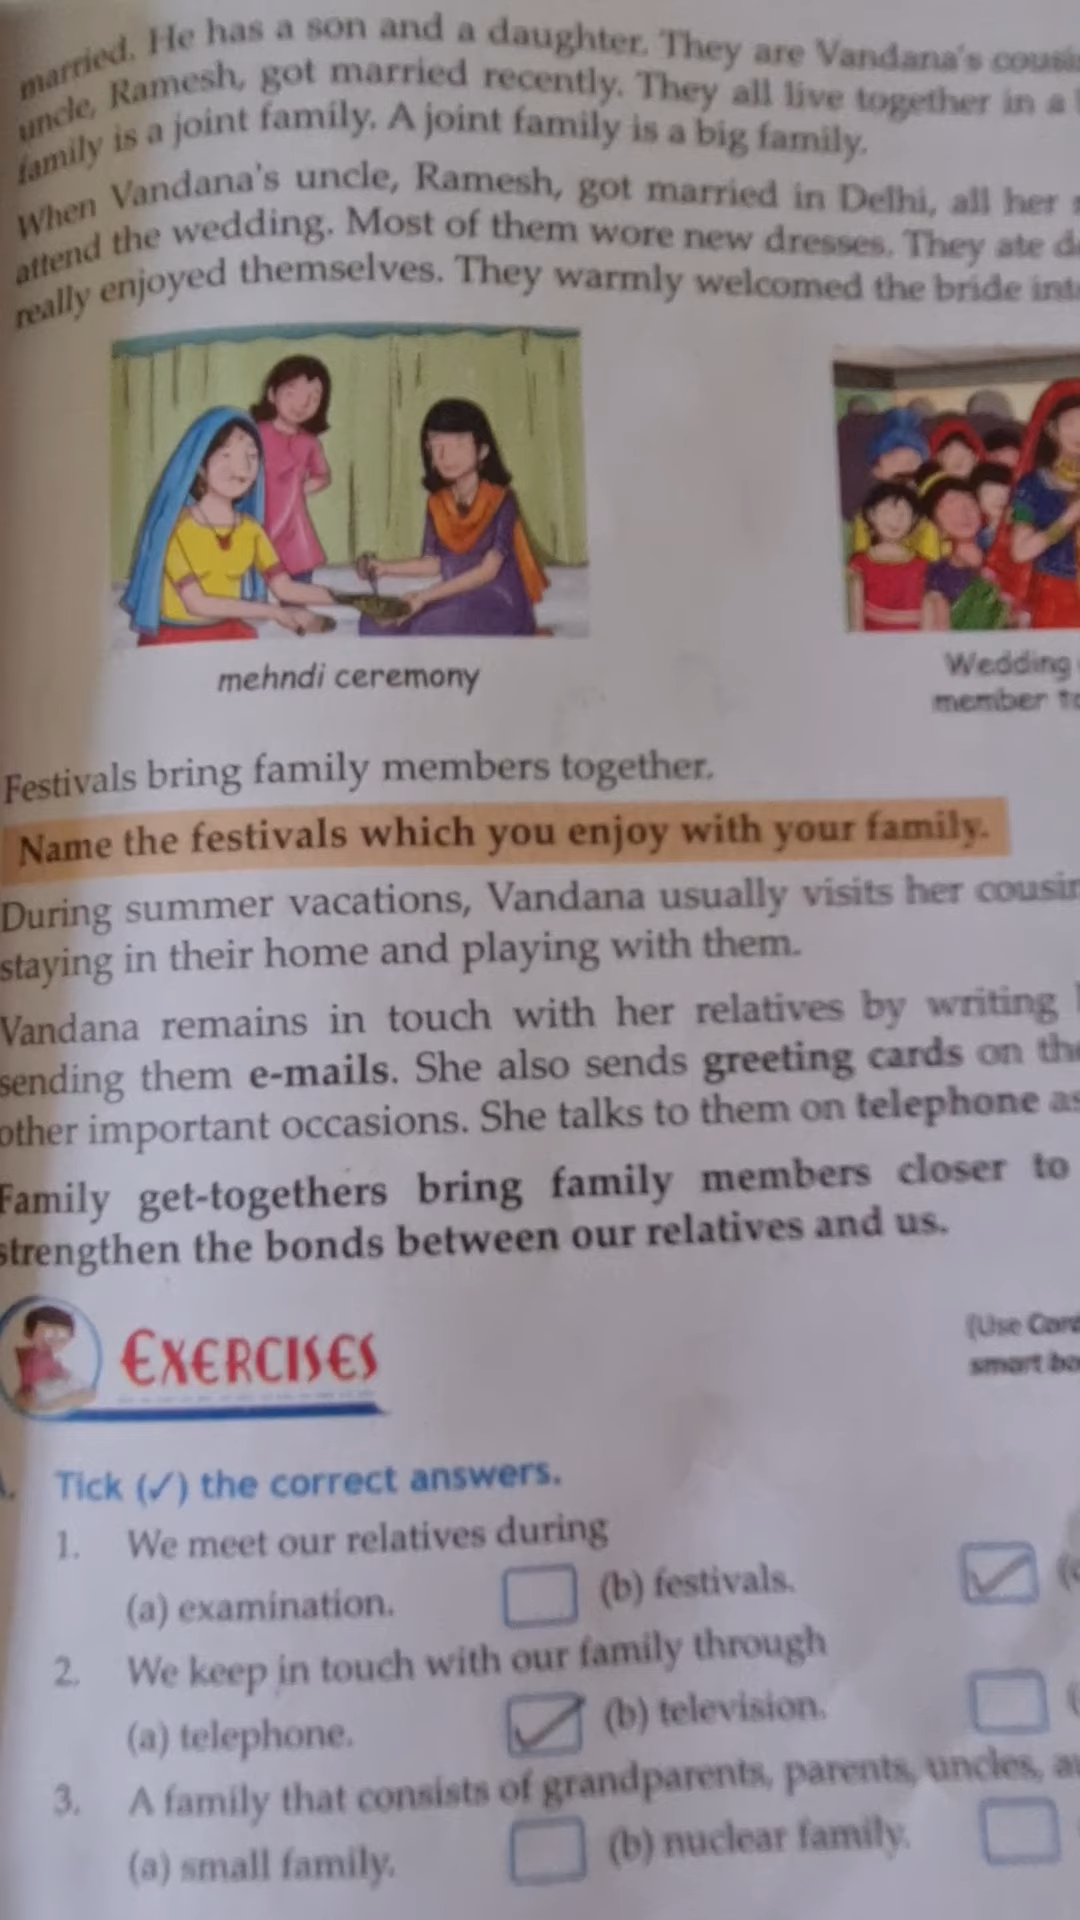 married. He has a son and a daughter. They are Vandana's
uncle, Ramesh, got married recently. They all live together in a
family is a joint family. A joint family is a big family.
When Vandana's uncle, Ramesh, got married in Delhi, all her
attend the wedding. Most of them wore new dresses. They ate
really enjoyed themselves. They warmly welcomed the bride
mehndi ceremony
Wedding
member
Festivals bring family members together.
Name the festivals which you enjoy with your family.
During summer vacations, Vandana usually visits her
staying in their home and playing with them.
Vandana remains in touch with her relatives by writing
sending them e-mails. She also sends greeting cards on
other important occasions. She talks to them on telephone
Family get-togethers bring family members closer to
strengthen the bonds between our relatives and us.
EXERCISES
(Use
smart
Tick (✓) the correct answers.
1. We meet our relatives during
(a) examination. (b) festivals. ✓
2. We keep in touch with our family through
(a) telephone. ✓ (b) television.
3. A family that consists of grandparents, parents, uncles,
(a) small family. (b) nuclear family.